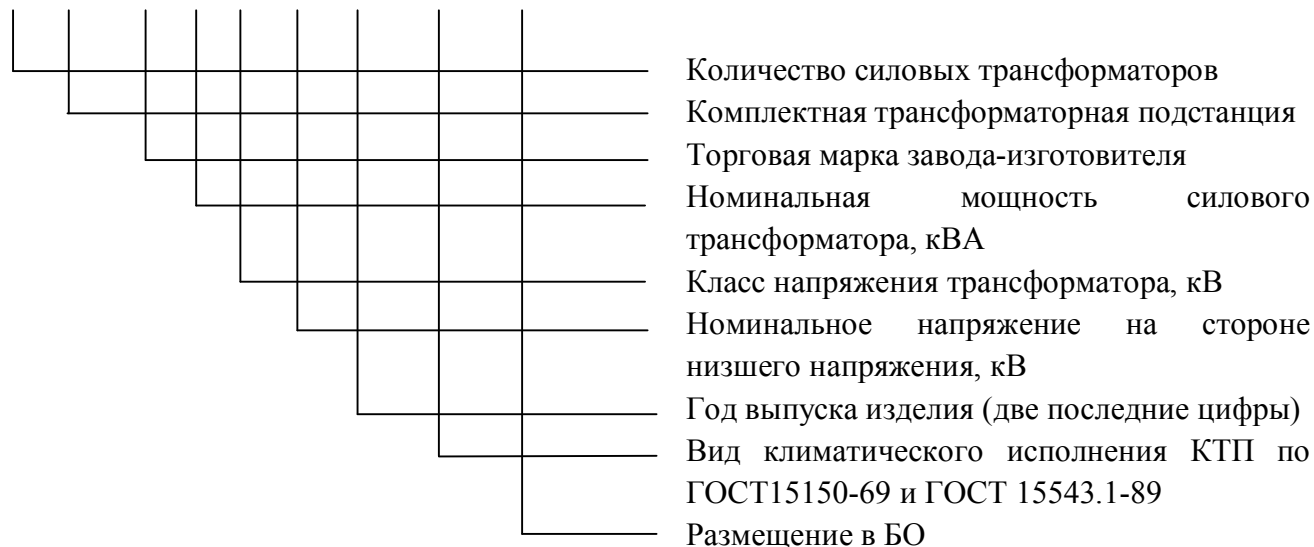 Количество силовых трансформаторов
Комплектная трансформаторная подстанция
Торговая марка завода-изготовителя
Номинальная мощность силового
трансформатора, кВА
Класс напряжения трансформатора, кВ
Номинальное напряжение на стороне
низшего напряжения, кВ
Год выпуска изделия (две последние цифры)
Вид климатического исполнения КТП по
ГОСТ15150-69 и ГОСТ 15543.1-89
Размещение в БО